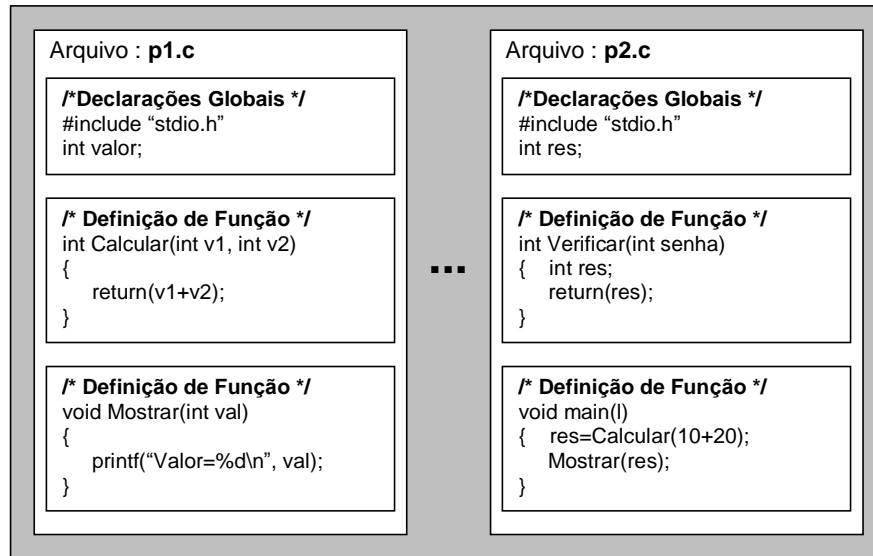 Arquivo : p1.c
/*Declarações Globais */
#include “stdio.h”
int valor;
/* Definição de Função */
int Calcular(int v1, int v2)
{
return(v1+v2);
}
/* Definição de Função */
void Mostrar(int val)
{
printf(“Valor=%d\n”, val);
}
...
Arquivo : p2.c
/*Declarações Globais */
#include “stdio.h”
int res;
/* Definição de Função */
int Verificar(int senha)
{ int res;
return(res);
}
/* Definição de Função */
void main(l)
{ res=Calcular(10+20);
Mostrar(res);
}